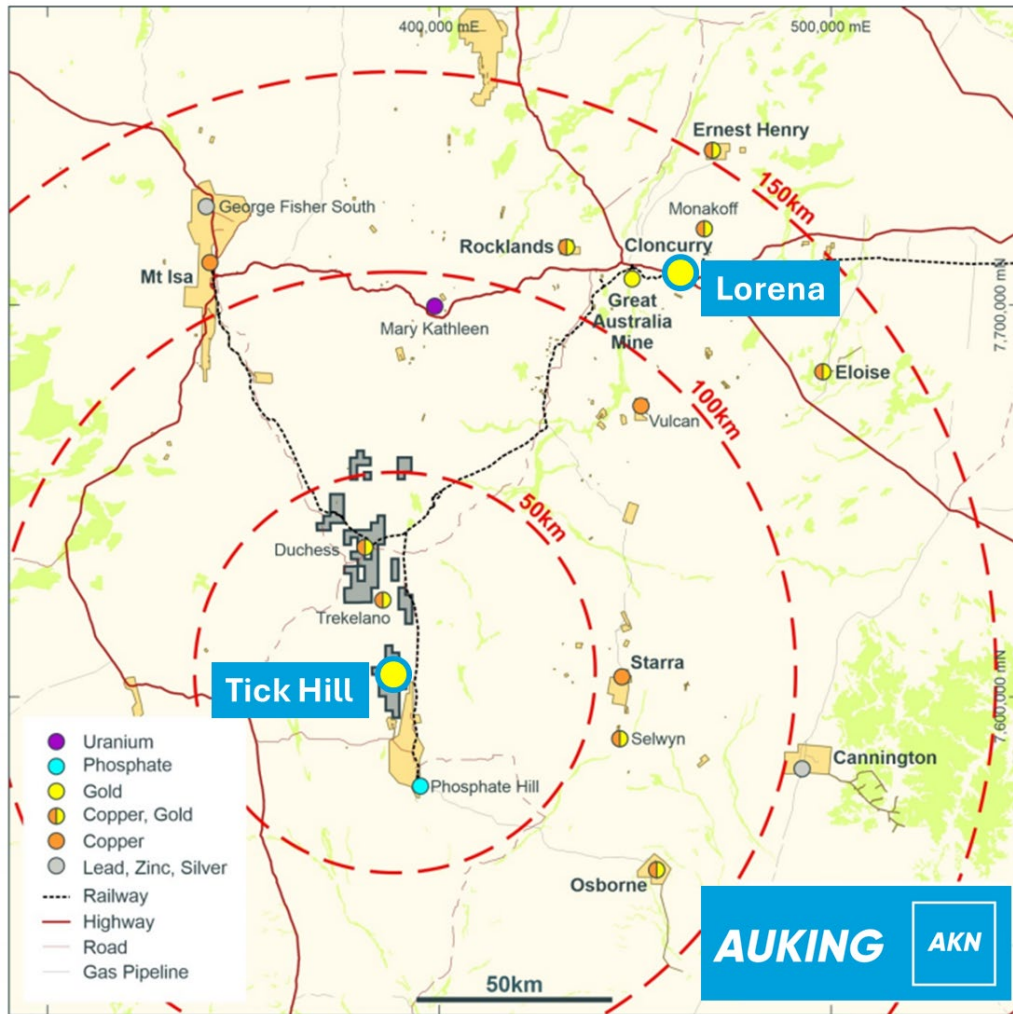 400,000 mE
500,000 mE
Ernest Henry
150km
George Fisher South
Monakoff
Rocklands
Cloncurry
Mt Isa
Lorena
Great
Australia
Mine
7,700,000 mN
Mary Kathleen
Eloise
100km
Vulcan
50km
Duchess
Trekelano
Starra
Tick Hill
7,600,000 mN
Selwyn
Cannington
Phosphate Hill
Uranium
Phosphate
Gold
Copper, Gold
Copper
Lead, Zinc, Silver
Railway
Highway
Road
Gas Pipeline
Osborne
50km
AUKING
AKN